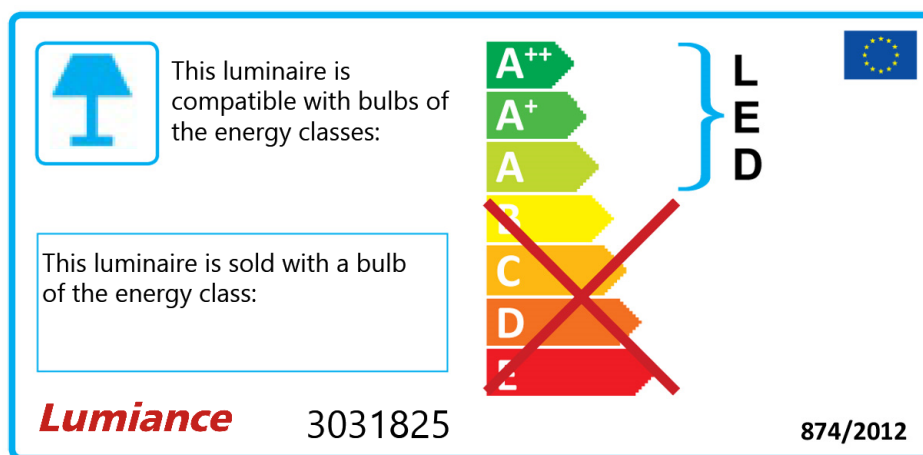 This luminaire is
compatible with bulbs of
the energy classes:
A++
A+
A
B
C
D
E
L
E
D
This luminaire is sold with a bulb
of the energy class:
Lumiance
3031825
874/2012